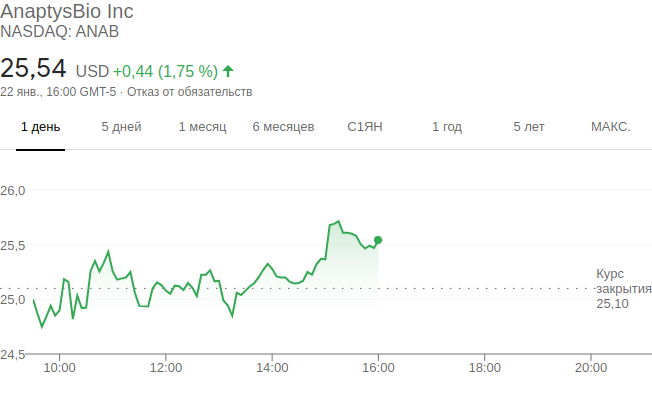 AnaptysBio Inc
NASDAQ: ANAB
25,54 USD +0,44 (1,75 %)
22 янв., 16:00 GMT-5 · Отказ от обязательств
1 день 5 дней 1 месяц 6 месяцев С1ЯН 1 год 5 лет МАКС.
26,0
25,5
Курс
закрытия
25,10
25,0
24,5
10:00 12:00 14:00 16:00 18:00 20:00